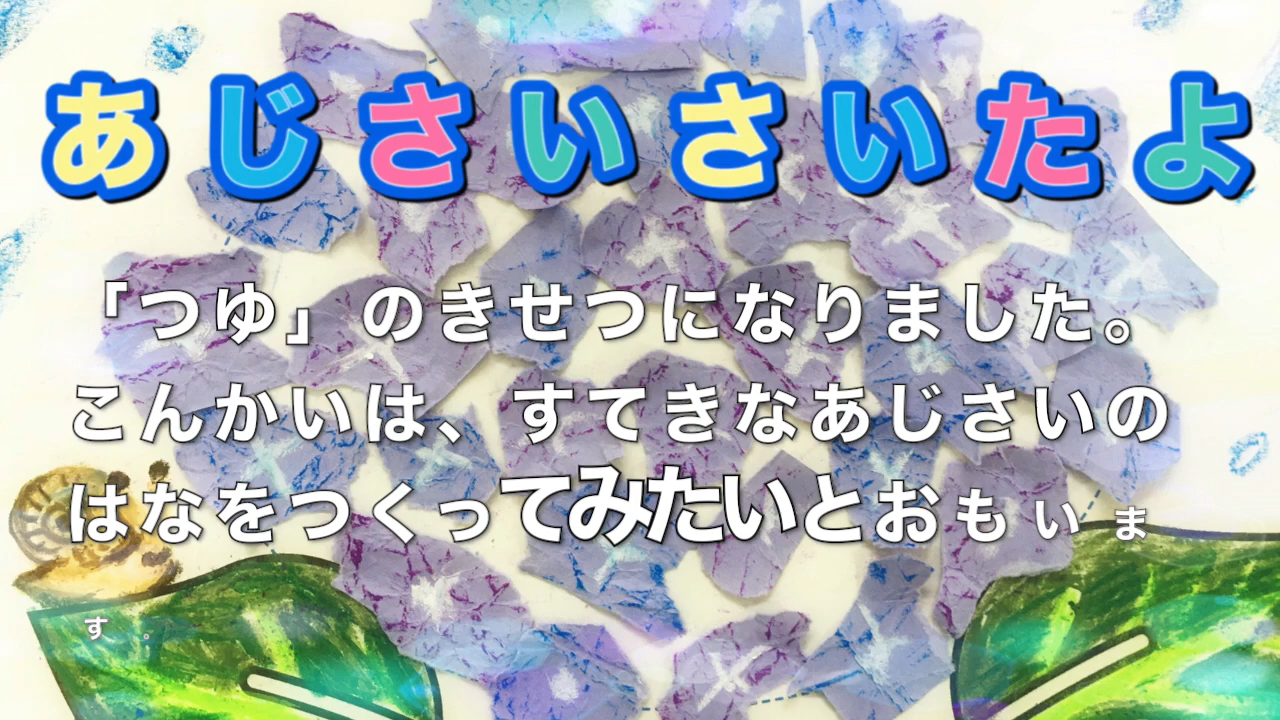 あじさいさいたよ
「つゆ」のきせつになりました。
こんかいは、すてきなあじさいの
はなをつくってみたいとおもいま
す。